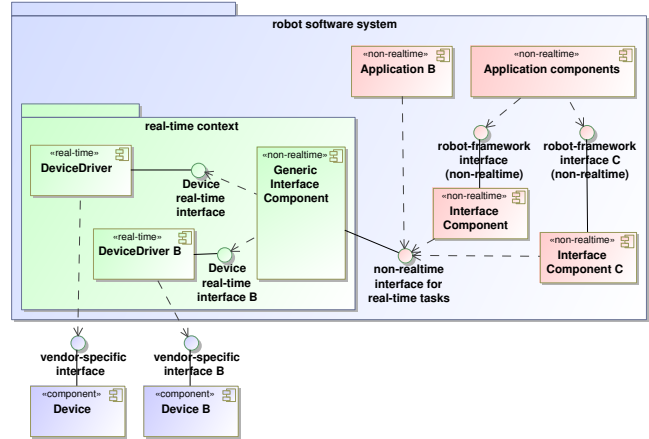 robot software system
«non-realtime»
Application B
«non-realtime»
Application components
real-time context
«real-time»
DeviceDriver
Device
real-time
interface
«non-realtime»
Generic
Interface
Component
robot-framework
interface
(non-realtime)
robot-framework
interface C
(non-realtime)
«non-realtime»
Interface
Component
«real-time»
DeviceDriver B
Device
real-time
interface B
non-realtime
interface for
real-time tasks
«non-realtime»
Interface
Component C
vendor-specific
interface
vendor-specific
interface B
«component»
Device
«component»
Device B